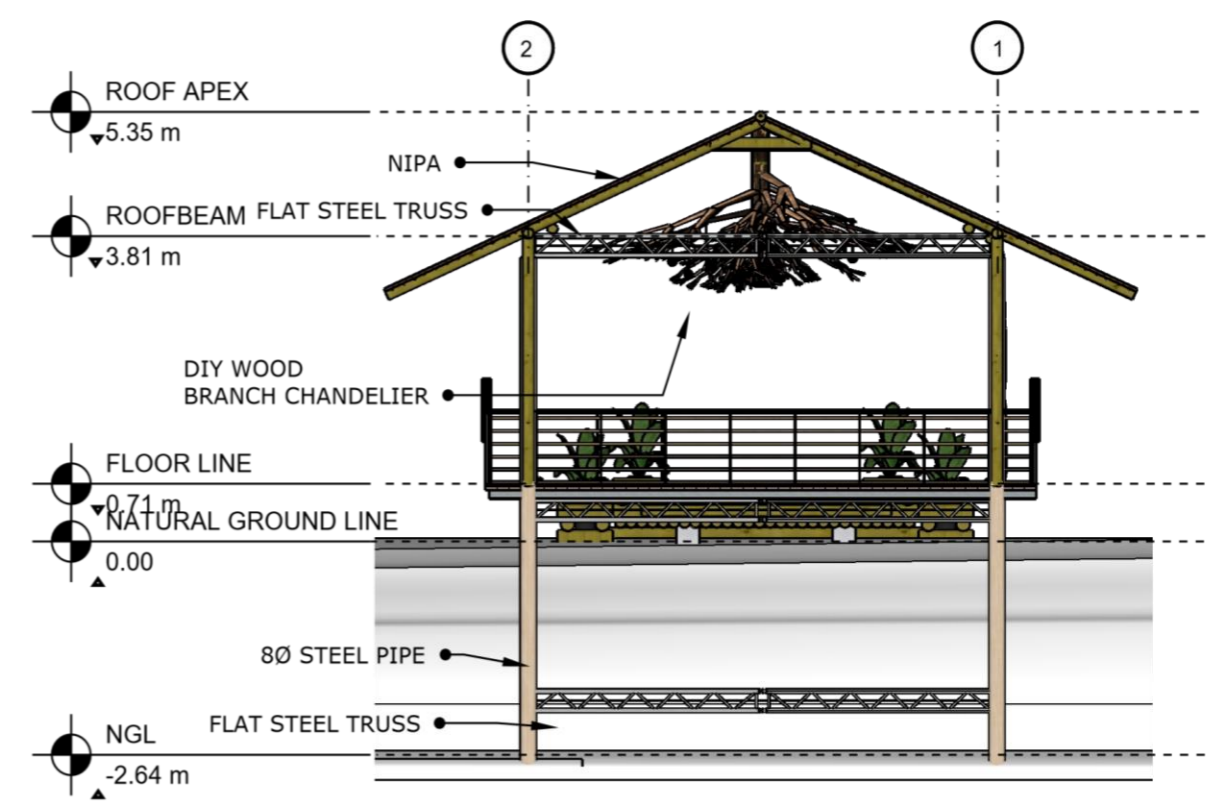 2
1
ROOF APEX
5.35 m
NIPA
ROOFBEAM
FLAT STEEL TRUSS
3.81 m
DIY WOOD
BRANCH CHANDELIER
FLOOR LINE
0.71 m
NATURAL GROUND LINE
0.00
8Ø STEEL PIPE
FLAT STEEL TRUSS
NGL
-2.64 m